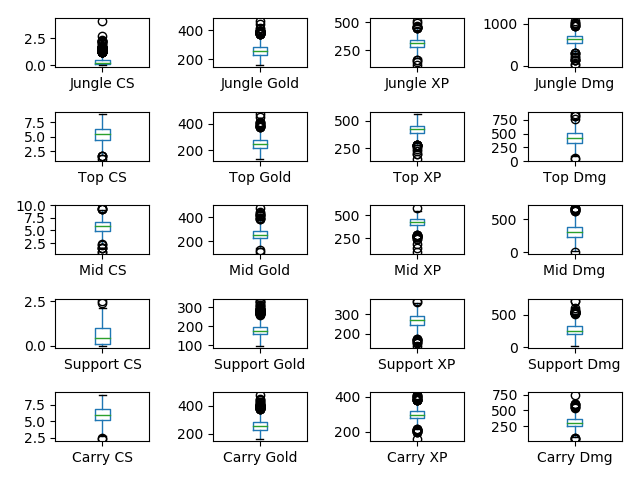 2.5
0.0
Jungle CS
400
200
Jungle Gold
500
250
Jungle XP
1000
0
Jungle Dmg
7.5
5.0
2.5
Top CS
400
200
Top Gold
500
250
Top XP
750
500
250
0
Top Dmg
10.0
7.5
5.0
2.5
Mid CS
400
200
Mid Gold
500
250
Mid XP
500
0
Mid Dmg
2.5
0.0
Support CS
300
200
100
Support Gold
300
200
Support XP
500
0
Support Dmg
7.5
5.0
2.5
Carry CS
400
200
Carry Gold
400
300
200
Carry XP
750
500
250
Carry Dmg